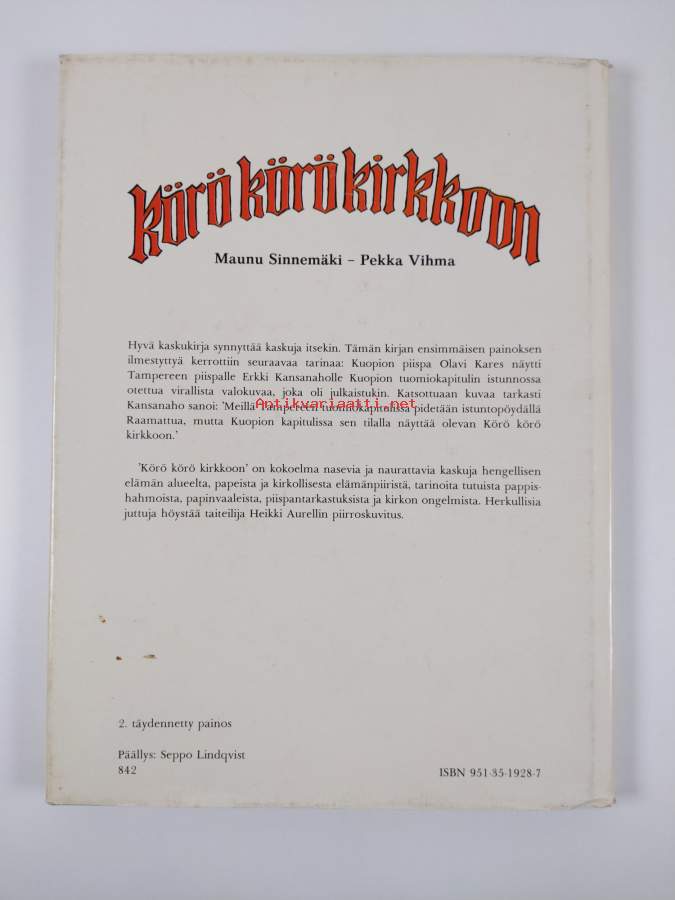 körö körö kirkkoon
Maunu Sinnemäki – Pekka Vihma
Hyvä kaskukirja synnyttää kaskuja itsekin. Tämän kirjan ensimmäisen painoksen
ilmestyttyä kerrottiin seuraavaa tarinaa: Kuopion piispa Olavi Kares näytti
Tampereen piispalle Erkki Kansanaholle Kuopion tuomiokapitulin istunnossa
otettua virallista valokuvaa, joka oli julkaistukin. Katsottuaan kuvaa tarkasti
Antikvariaatti.net
Kansanaho sanoi: 'Meillä Tampereen tuomiokapitulissa pidetään istuntopöydällä
Raamattua, mutta Kuopion kapitulissa sen tilalla näyttää olevan Körö körö
kirkkoon.'
'Körö körö kirkkoon' on kokoelma nasevia ja naurattavia kaskuja hengellisen
elämän alueelta, papeista ja kirkollisesta elämänpiiristä, tarinoita tutuista pappis-
hahmoista, papinvaaleista, piispantarkastuksista ja kirkon ongelmista. Herkullisia
juttuja höystää taiteilija Heikki Aurellin piirroskuvitus.
2. täydennetty painos
Päällys: Seppo Lindqvist
842
ISBN 951-35-1928-7